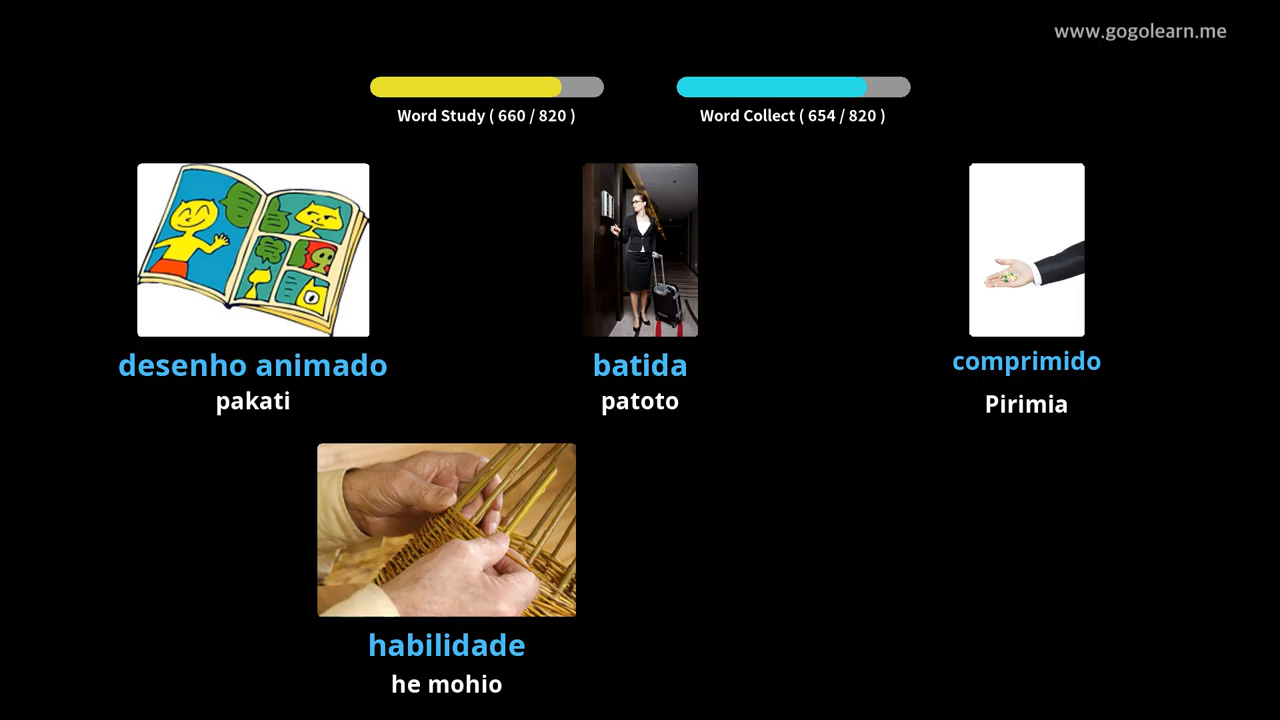 www.gogolearn.me
Word Study ( 660 / 820 )
Word Collect ( 654 / 820 )
desenho animado
pakati
batida
patoto
comprimido
Pirimia
habilidade
he mohio